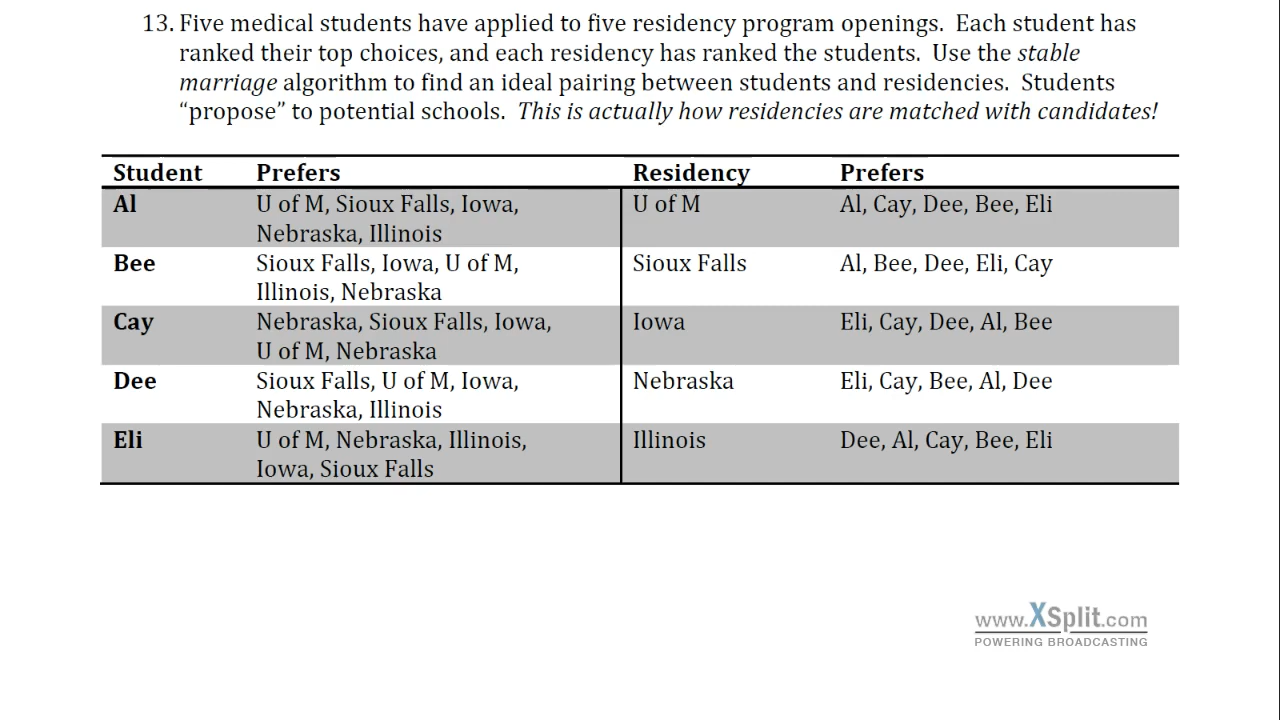 13. Five medical students have applied to five residency program openings. Each student has
ranked their top choices, and each residency has ranked the students. Use the stable
marriage algorithm to find an ideal pairing between students and residencies. Students
“propose” to potential schools. This is actually how residencies are matched with candidates!
Student Prefers Residency Prefers
Al U of M, Sioux Falls, Iowa, U of M Al, Cay, Dee, Bee, Eli
Nebraska, Illinois
Bee Sioux Falls, Iowa, U of M, Sioux Falls Al, Bee, Dee, Eli, Cay
Illinois, Nebraska
Cay Nebraska, Sioux Falls, Iowa, Iowa Eli, Cay, Dee, Al, Bee
U of M, Nebraska
Dee Sioux Falls, U of M, Iowa, Nebraska Eli, Cay, Bee, Al, Dee
Nebraska, Illinois
Eli U of M, Nebraska, Illinois, Illinois Dee, Al, Cay, Bee, Eli
Iowa, Sioux Falls
www.XSplit.com
POWERING BROADCASTING